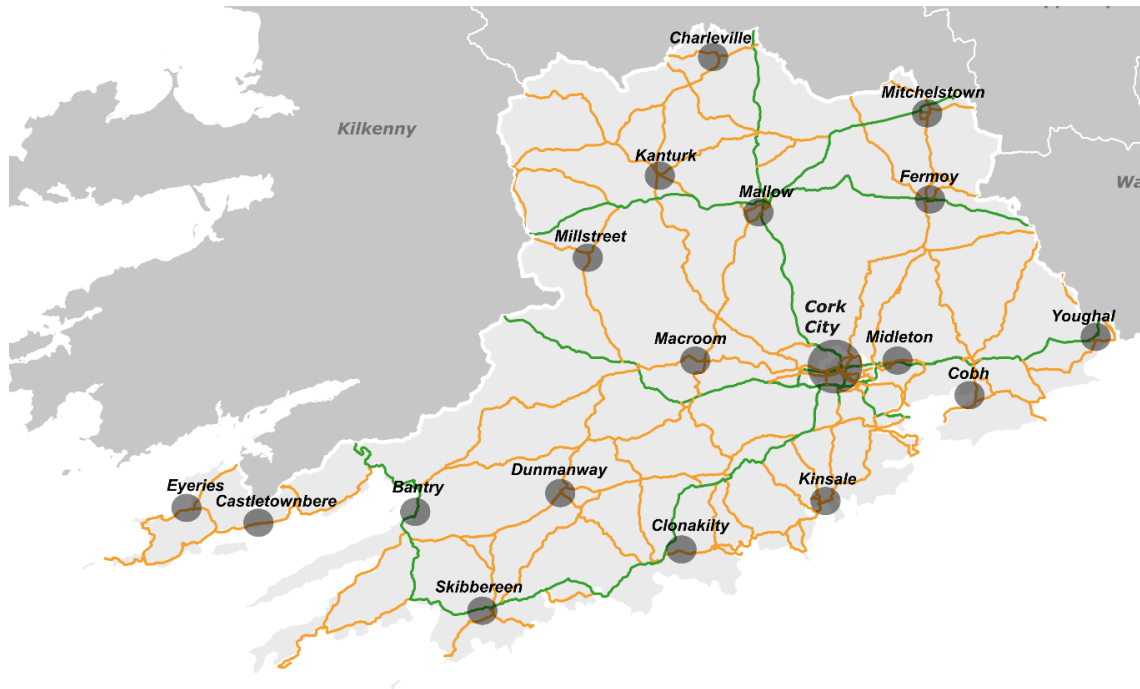 Charleville
Mitchelstown
Kilkenny
Kanturk
Fermoy
Mallow
Wa
Millstreet
Cork
City
Youghal
Midleton
Macroom
Cobh
Dunmanway
Kinsale
Eyeries
Bantry
Castletownbere
Clonakilty
Skibbereen